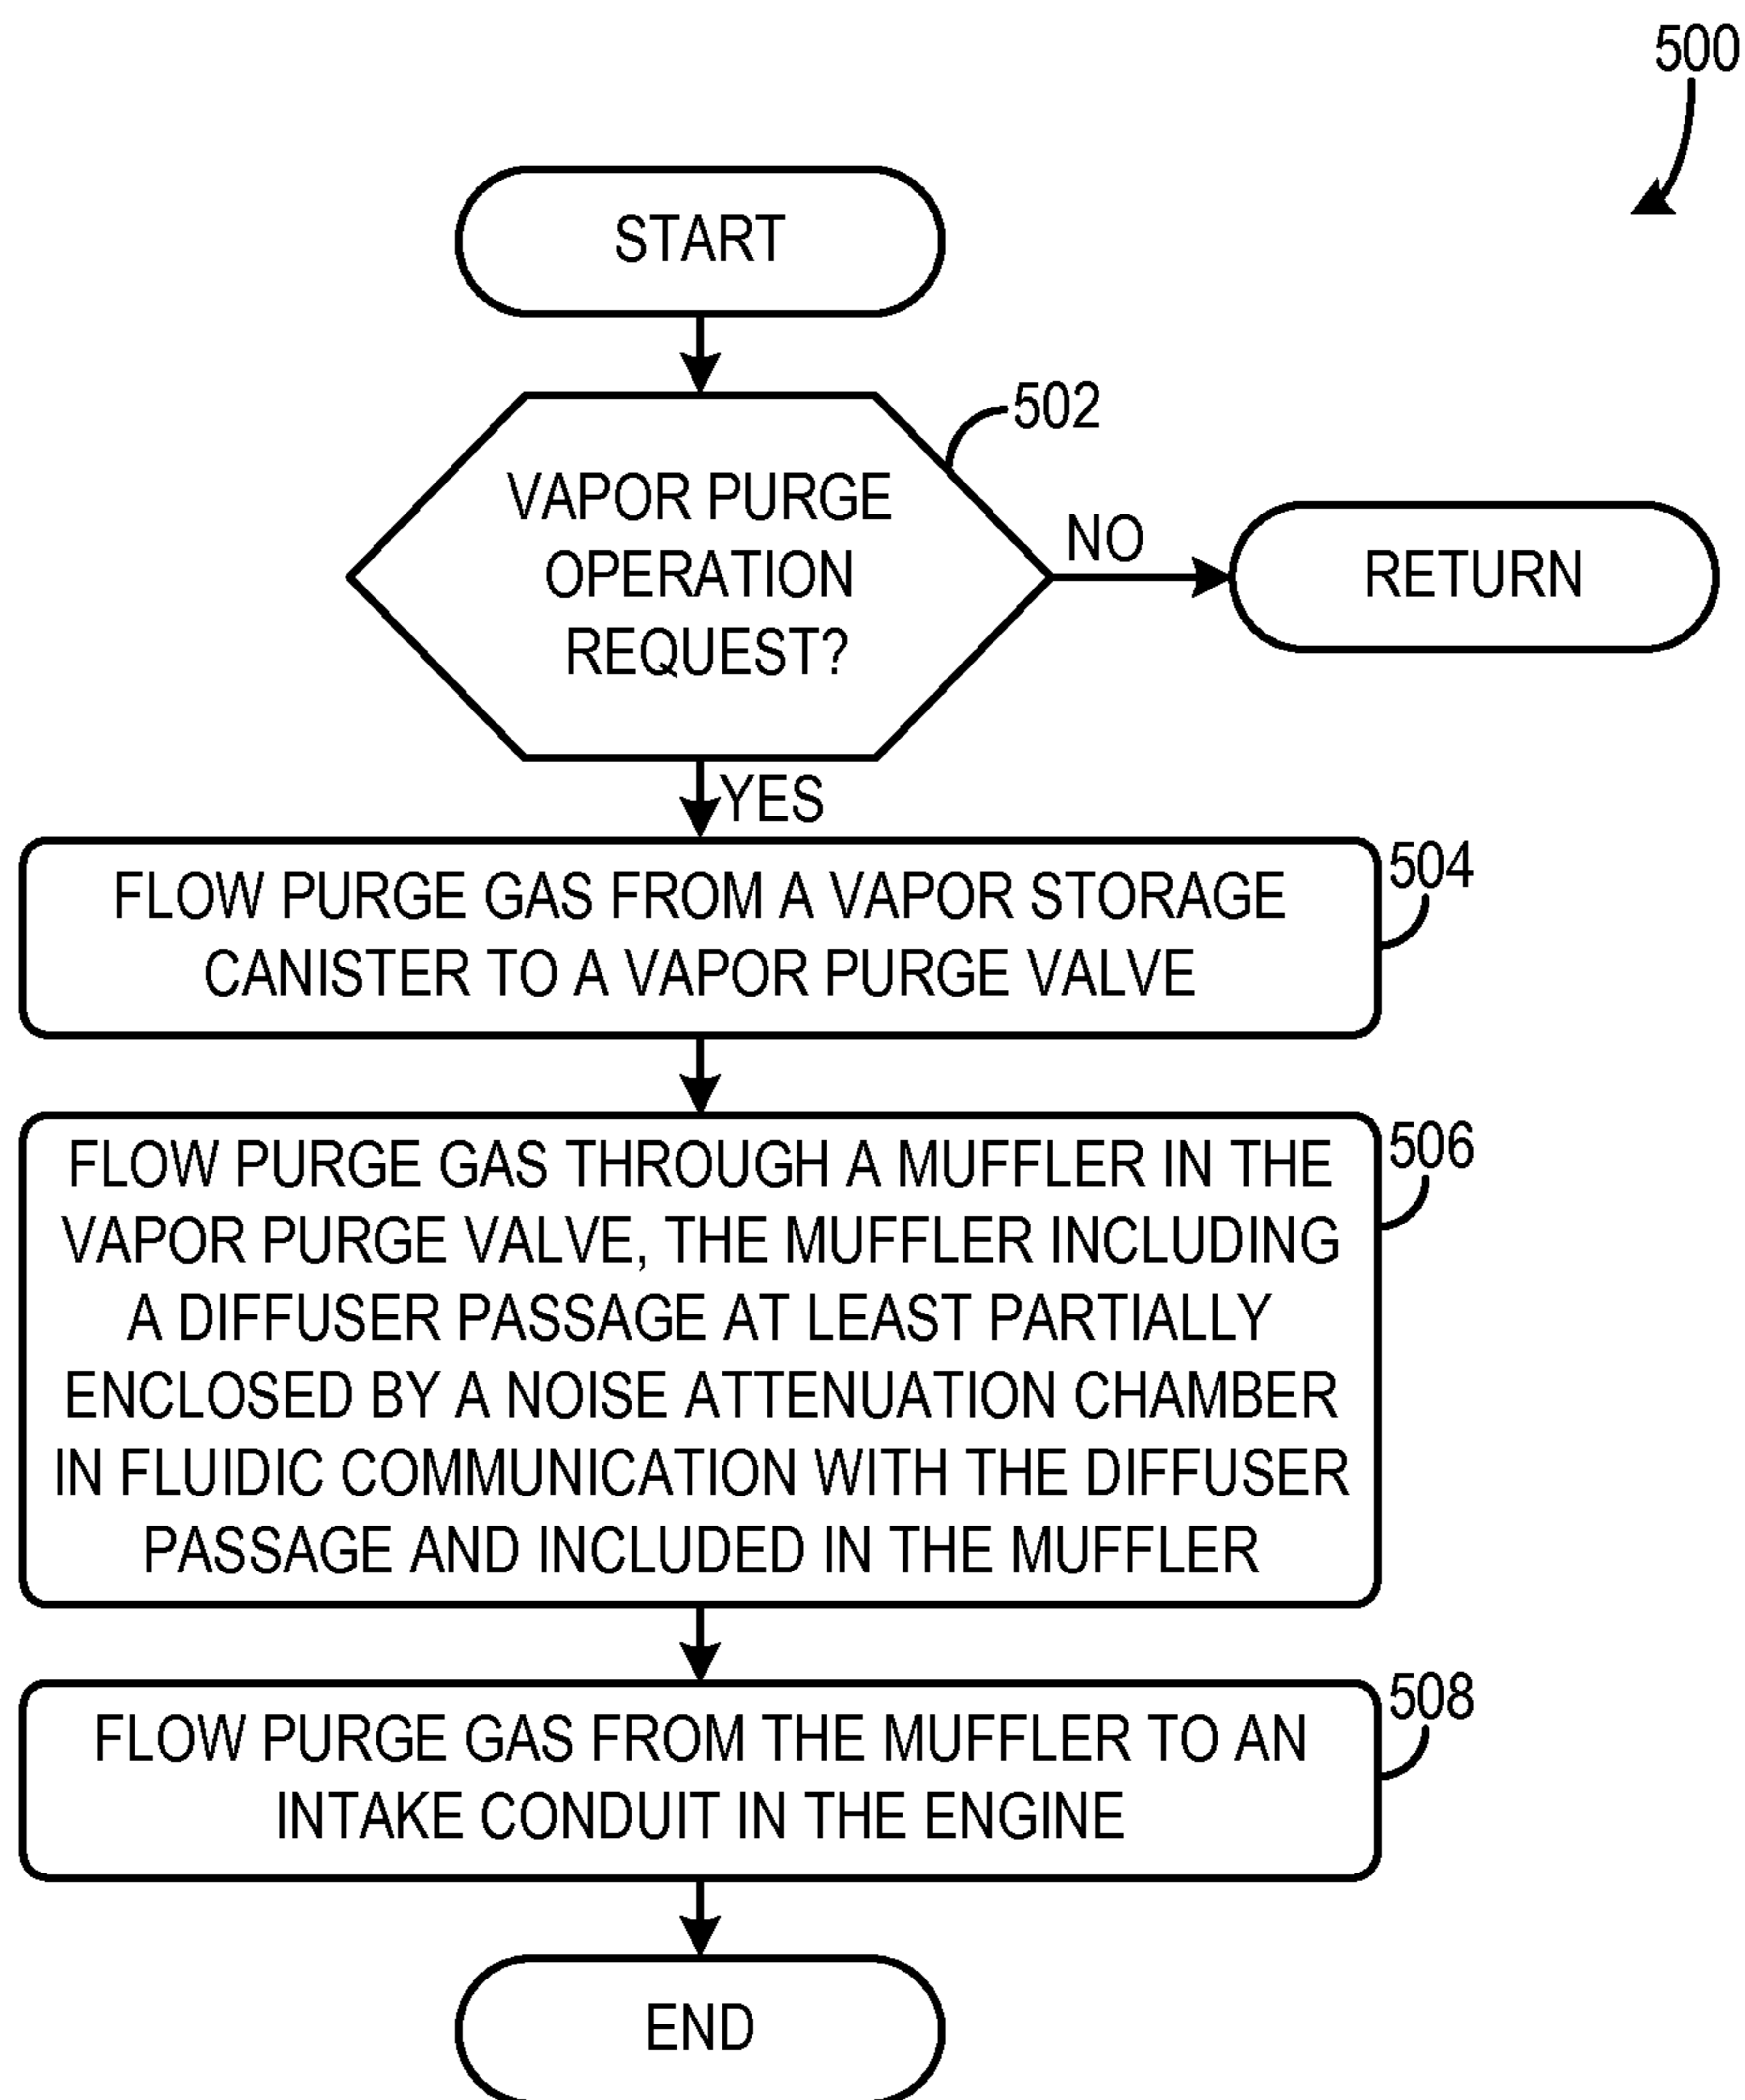 500
START
502
VAPOR PURGE
OPERATION
REQUEST?
NO
RETURN
YES
504
FLOW PURGE GAS FROM A VAPOR STORAGE
CANISTER TO A VAPOR PURGE VALVE
506
FLOW PURGE GAS THROUGH A MUFFLER IN THE
VAPOR PURGE VALVE, THE MUFFLER INCLUDING
A DIFFUSER PASSAGE AT LEAST PARTIALLY
ENCLOSED BY A NOISE ATTENUATION CHAMBER
IN FLUIDIC COMMUNICATION WITH THE DIFFUSER
PASSAGE AND INCLUDED IN THE MUFFLER
508
FLOW PURGE GAS FROM THE MUFFLER TO AN
INTAKE CONDUIT IN THE ENGINE
END